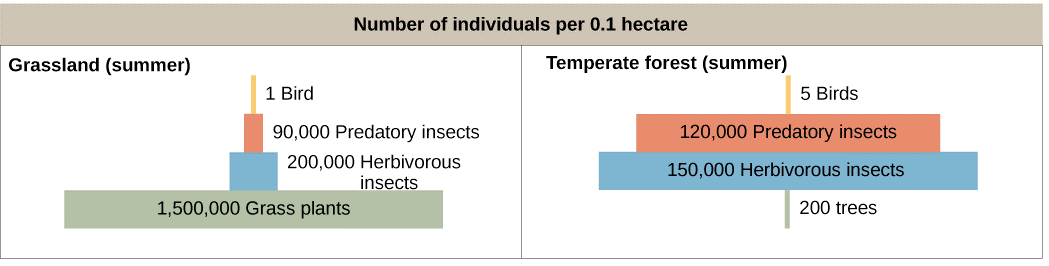 Number of individuals per 0.1 hectare
Grassland (summer)
1 Bird
90,000 Predatory insects
200,000 Herbivorous
insects
1,500,000 Grass plants
Temperate forest (summer)
5 Birds
120,000 Predatory insects
150,000 Herbivorous insects
200 trees